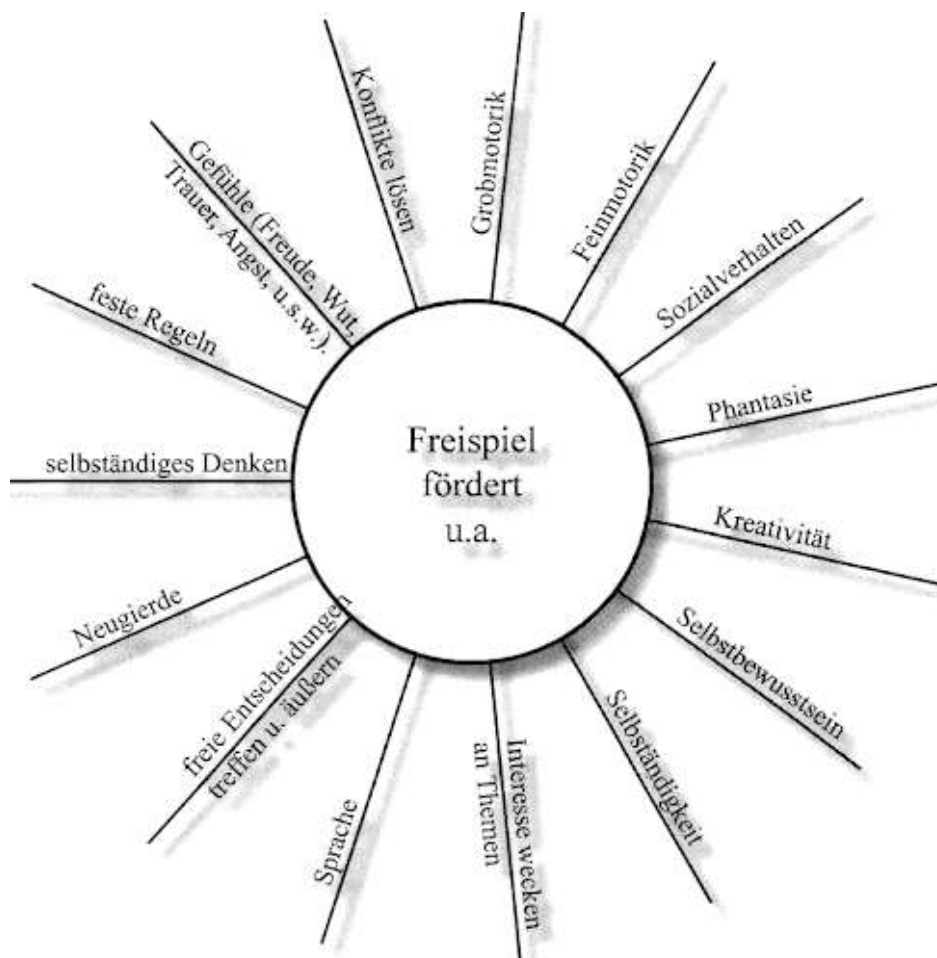 Freispiel
fördert
u.a.
Grobmotorik
Feinmotorik
Sozialverhalten
Phantasie
Kreativität
Selbstbewusstsein
Selbständigkeit
Interesse wecken
an Themen
Sprache
freie Entscheidungen
treffen u. äußern
Neugierde
selbständiges Denken
feste Regeln
Gefühle (Freude, Wut,
Trauer, Angst, u.s.w.).
Konflikte lösen